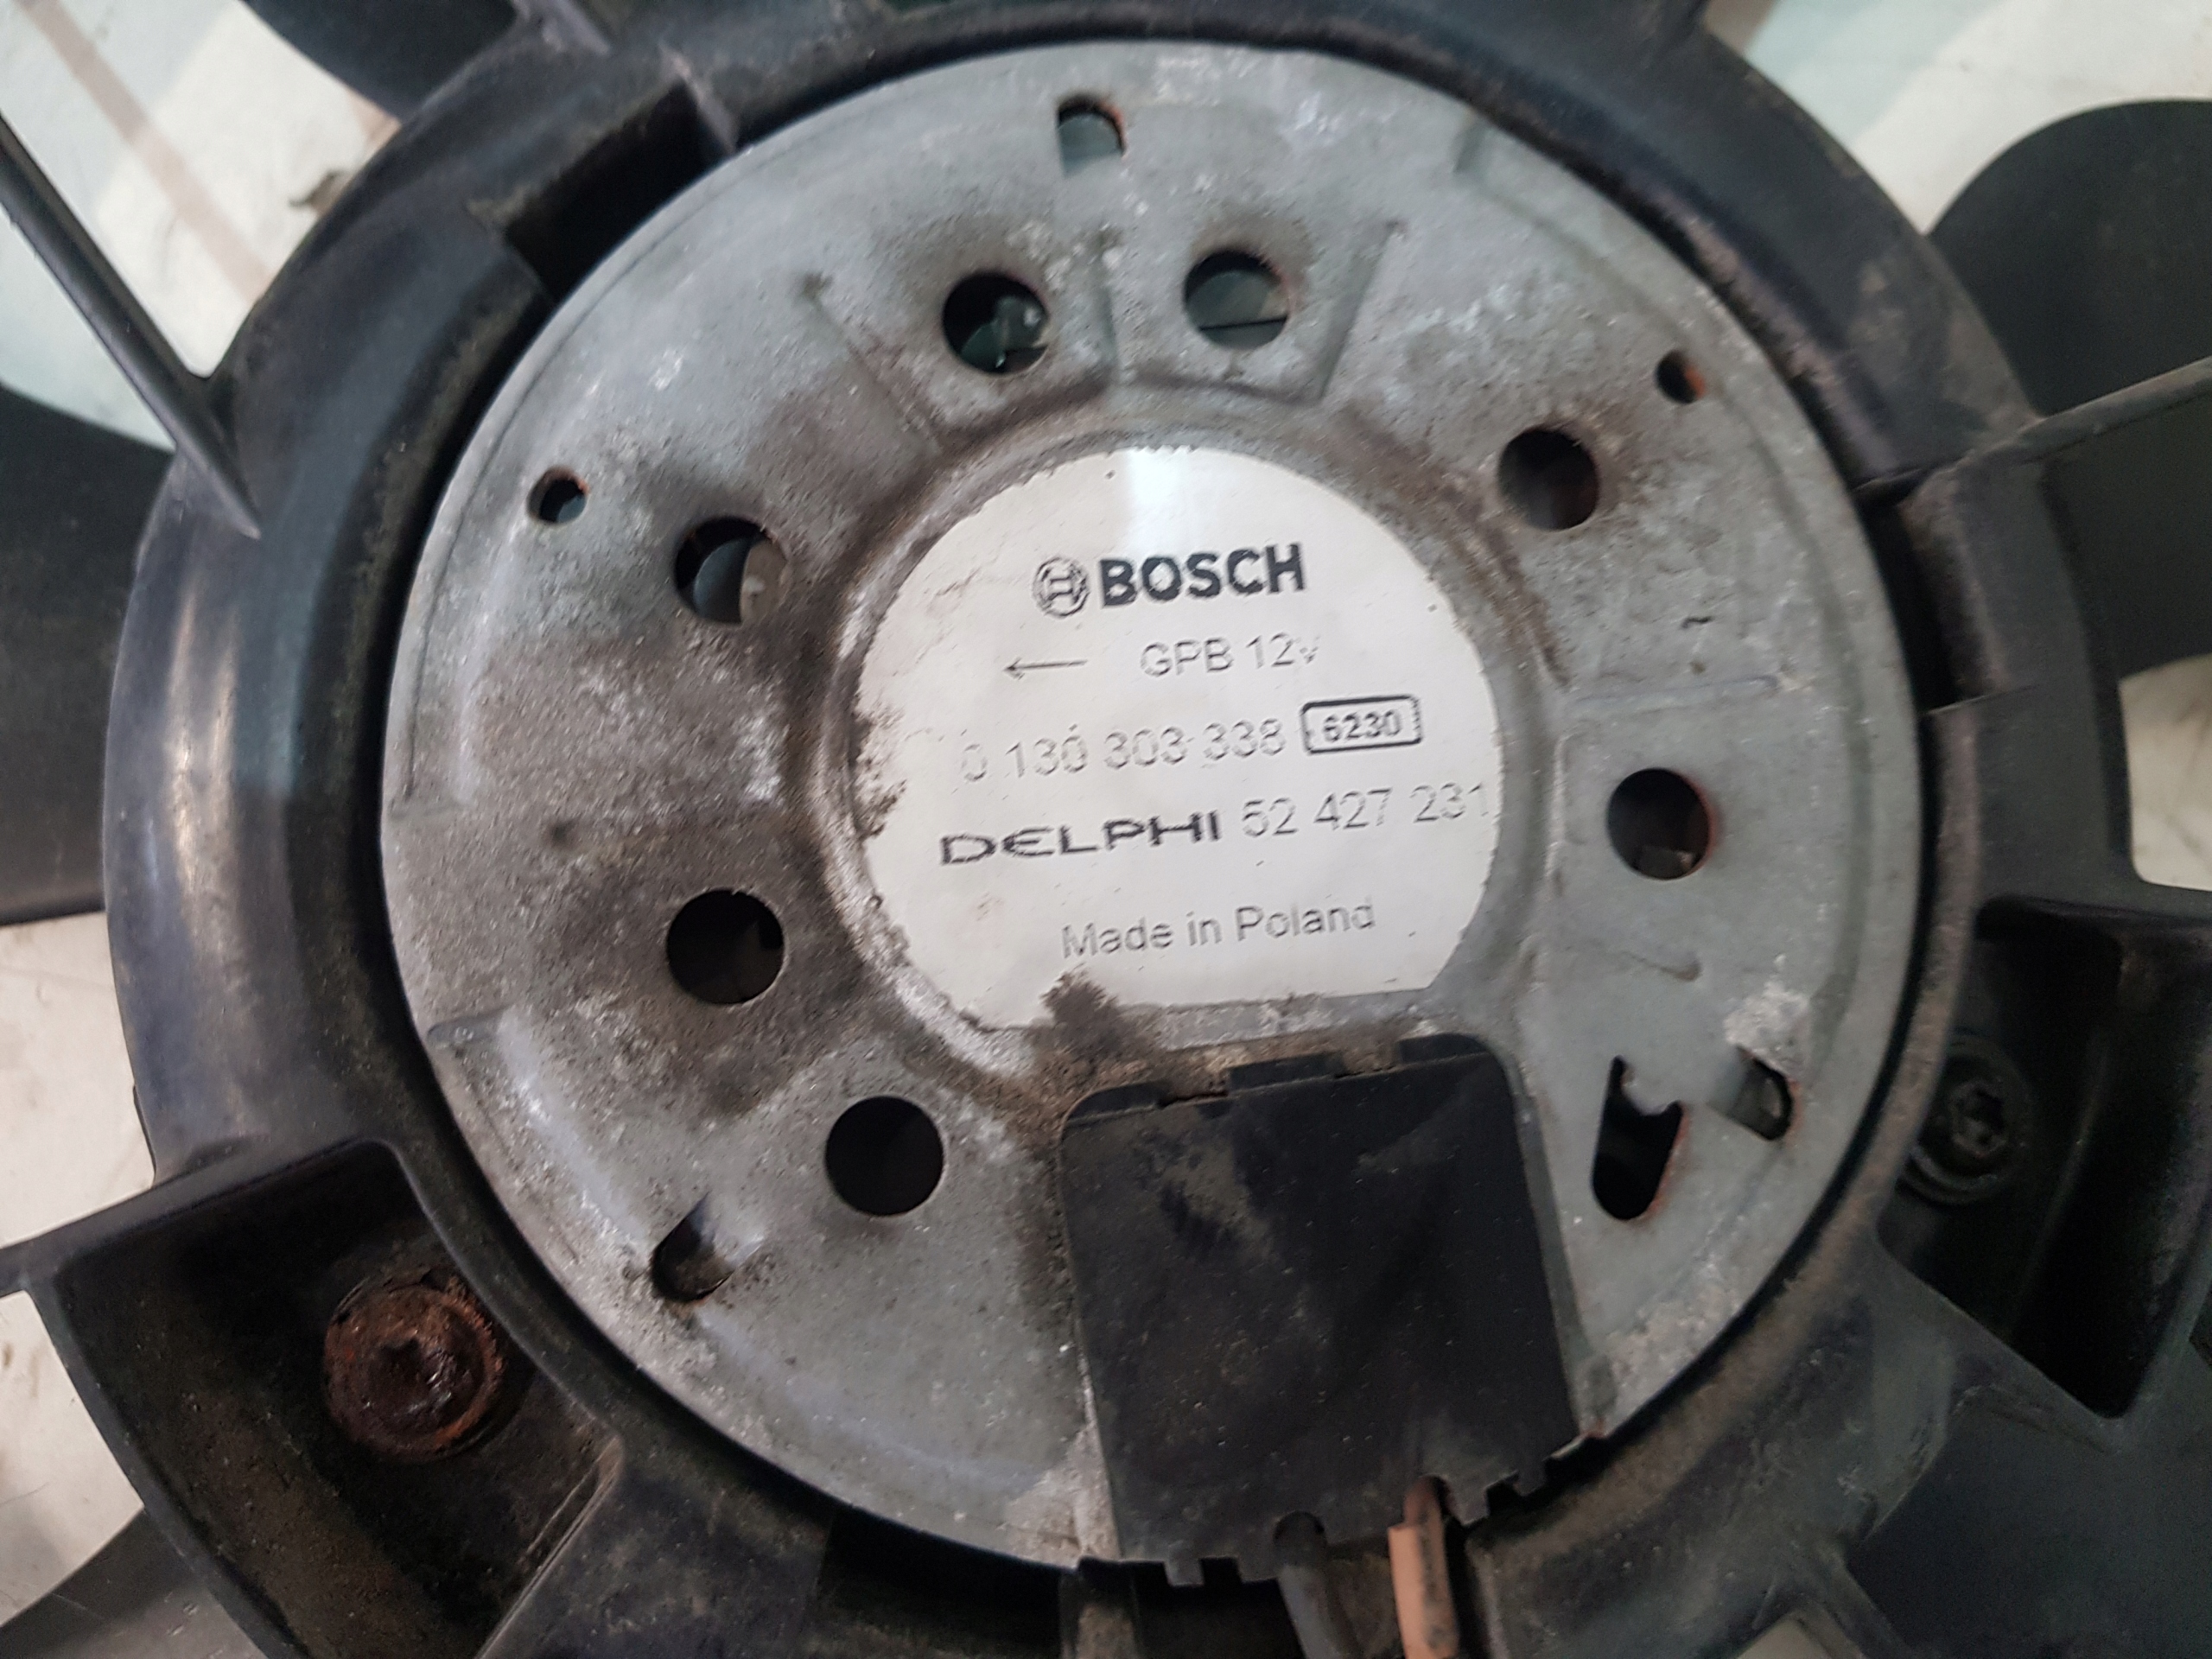 BOSCH
← GPB 12V
0 130 303 338 6230
DELPHI 52 427 231
Made in Poland